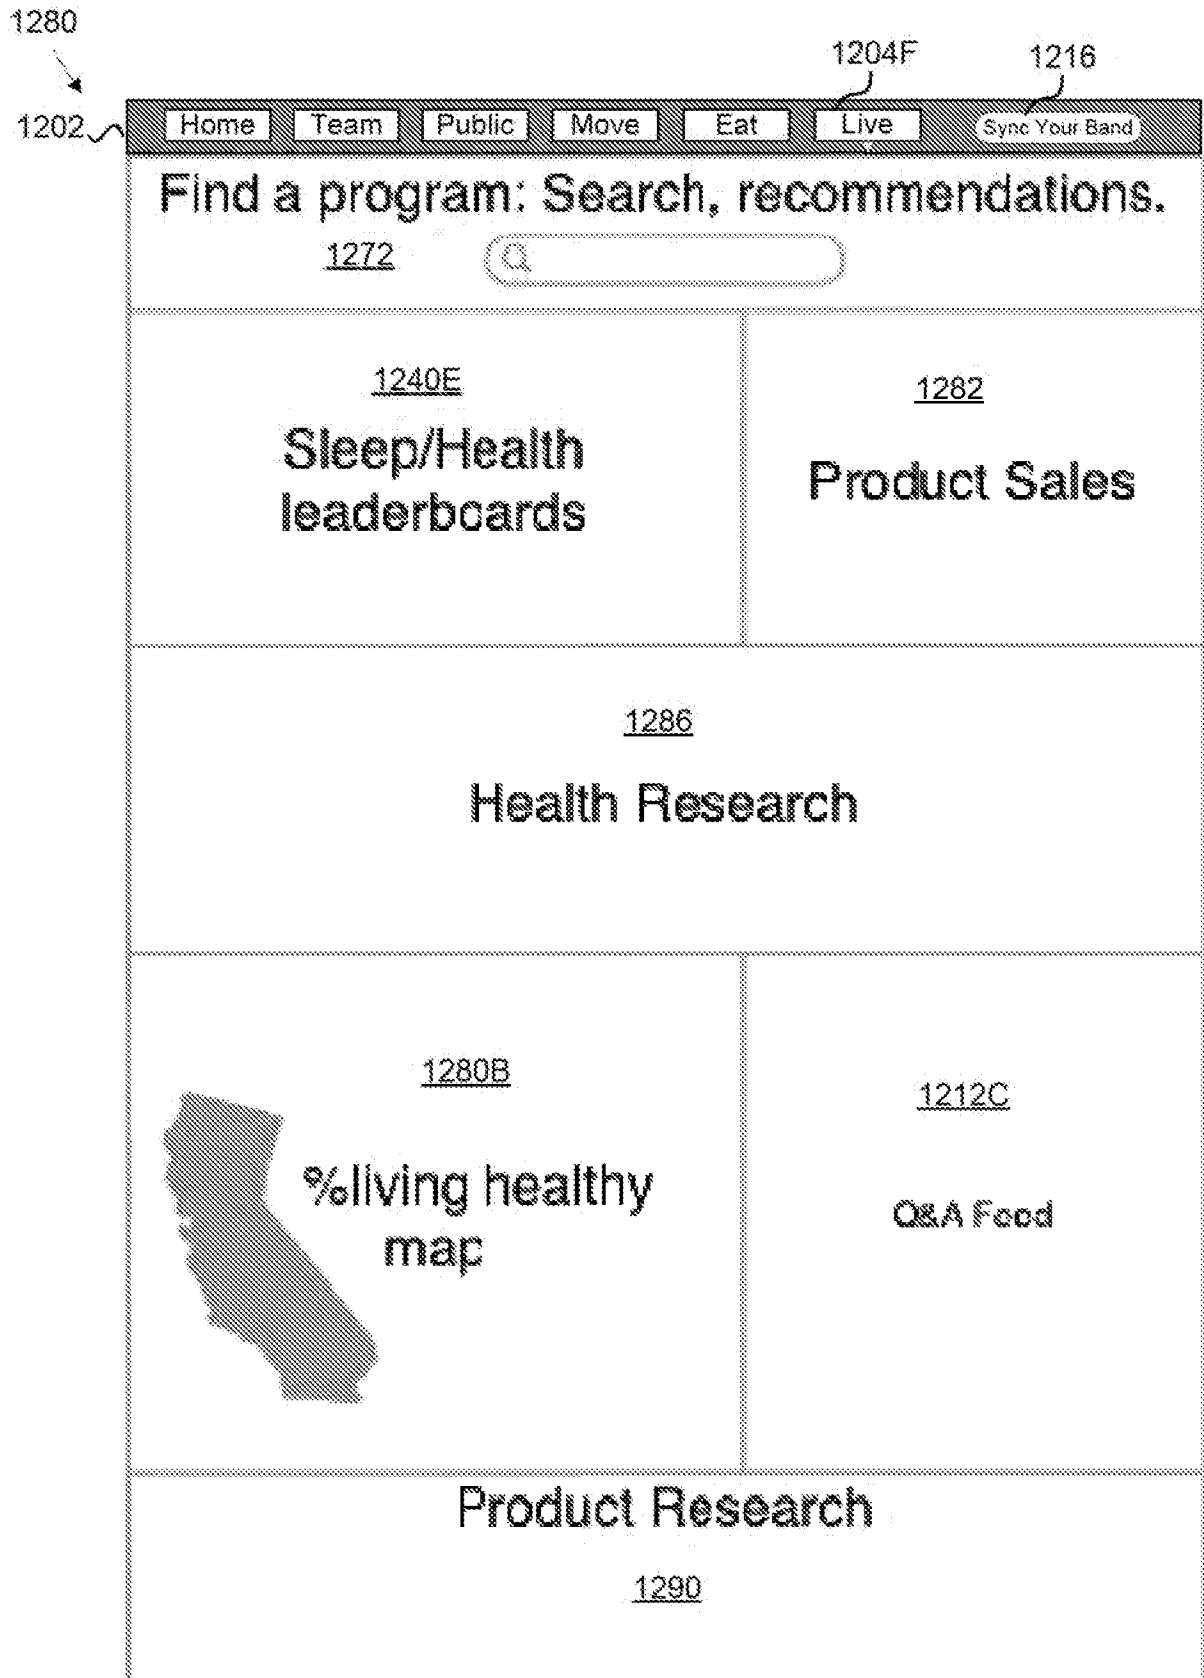 1280
1204F 1216
1202 Home Team Public Move Eat Live Sync Your Band
Find a program: Search, recommendations.
1272
1240E
Sleep/Health
leaderboards
1282
Product Sales
1286
Health Research
1280B
%living healthy
map
1212C
Q&A Food
Product Research
1290